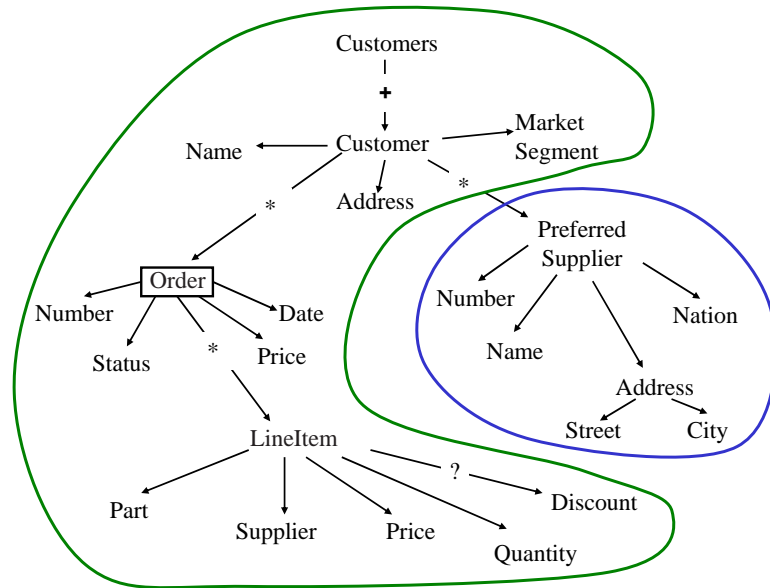 Customers
+
Customer
Market
Segment
Name
*
Address
*
Preferred
Supplier
Order
Number
Date
Number
Nation
Status
*
Price
Name
Address
Street
City
LineItem
?
Discount
Part
Supplier
Price
Quantity